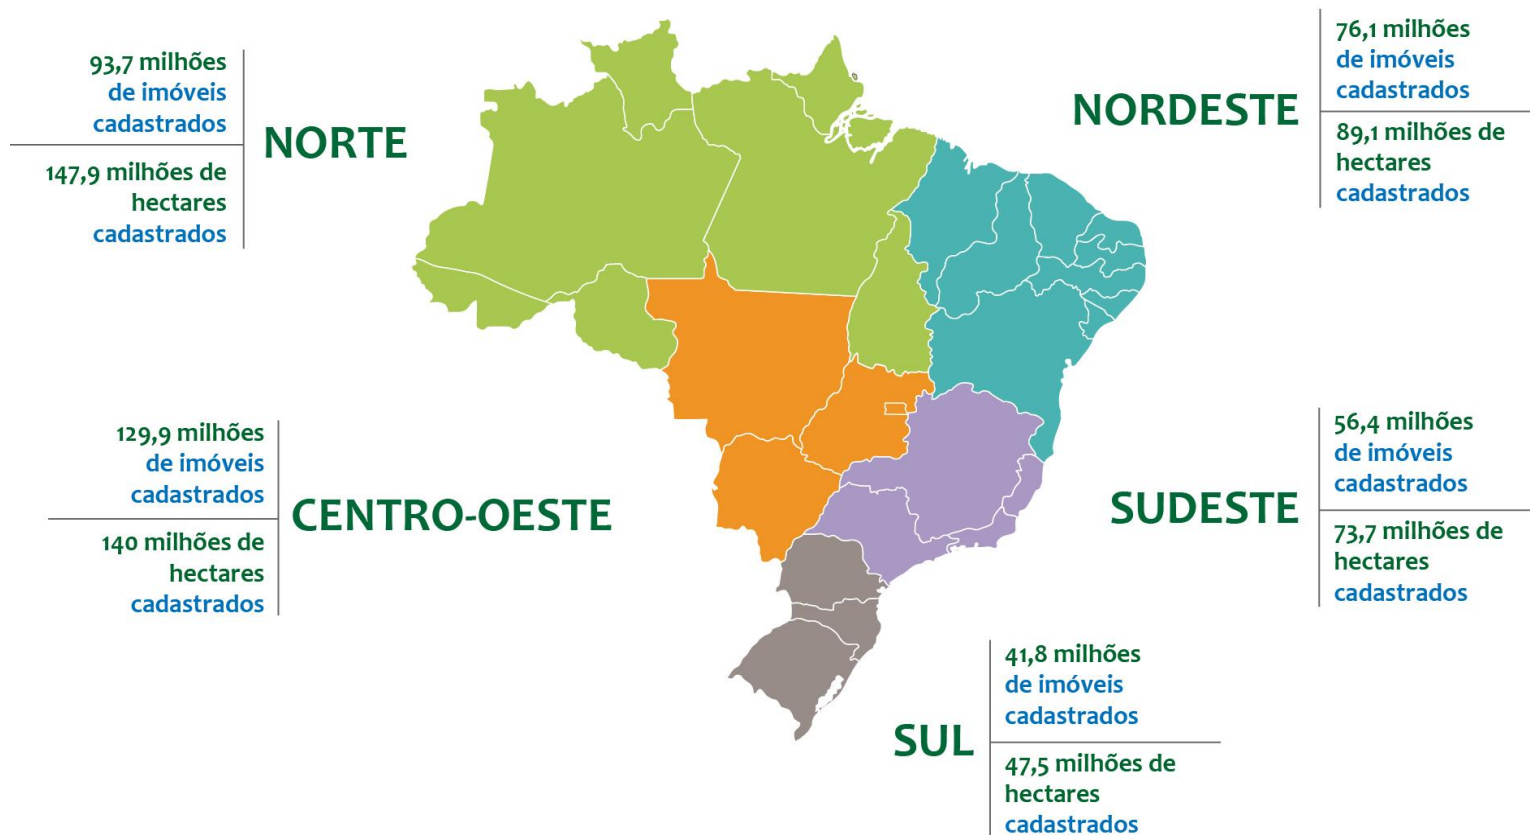 93,7 milhões
de imóveis
cadastrados
NORTE
147,9 milhões de
hectares
cadastrados
76,1 milhões
de imóveis
cadastrados
NORDESTE
89,1 milhões de
hectares
cadastrados
129,9 milhões
de imóveis
cadastrados
CENTRO-OESTE
140 milhões de
hectares
cadastrados
56,4 milhões
de imóveis
cadastrados
SUDESTE
73,7 milhões de
hectares
cadastrados
41,8 milhões
de imóveis
cadastrados
SUL
47,5 milhões de
hectares
cadastrados